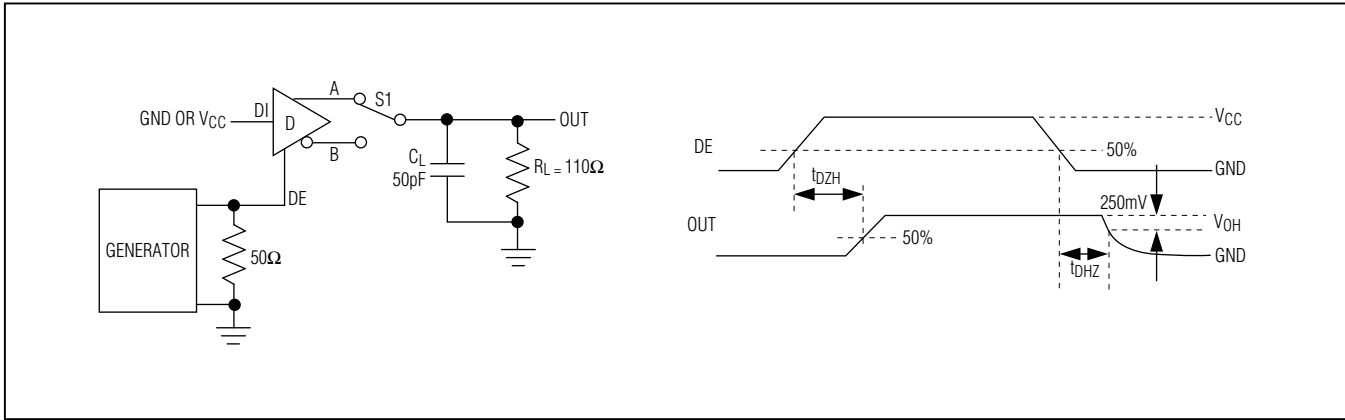 GND OR VCC
DI
D
A
B
S1
OUT
CL
50pF
RL = 110Ω
DE
GENERATOR
50Ω
DE
VCC
50%
GND
tDZH
250mV
OUT
50%
VOH
GND
tDHZ